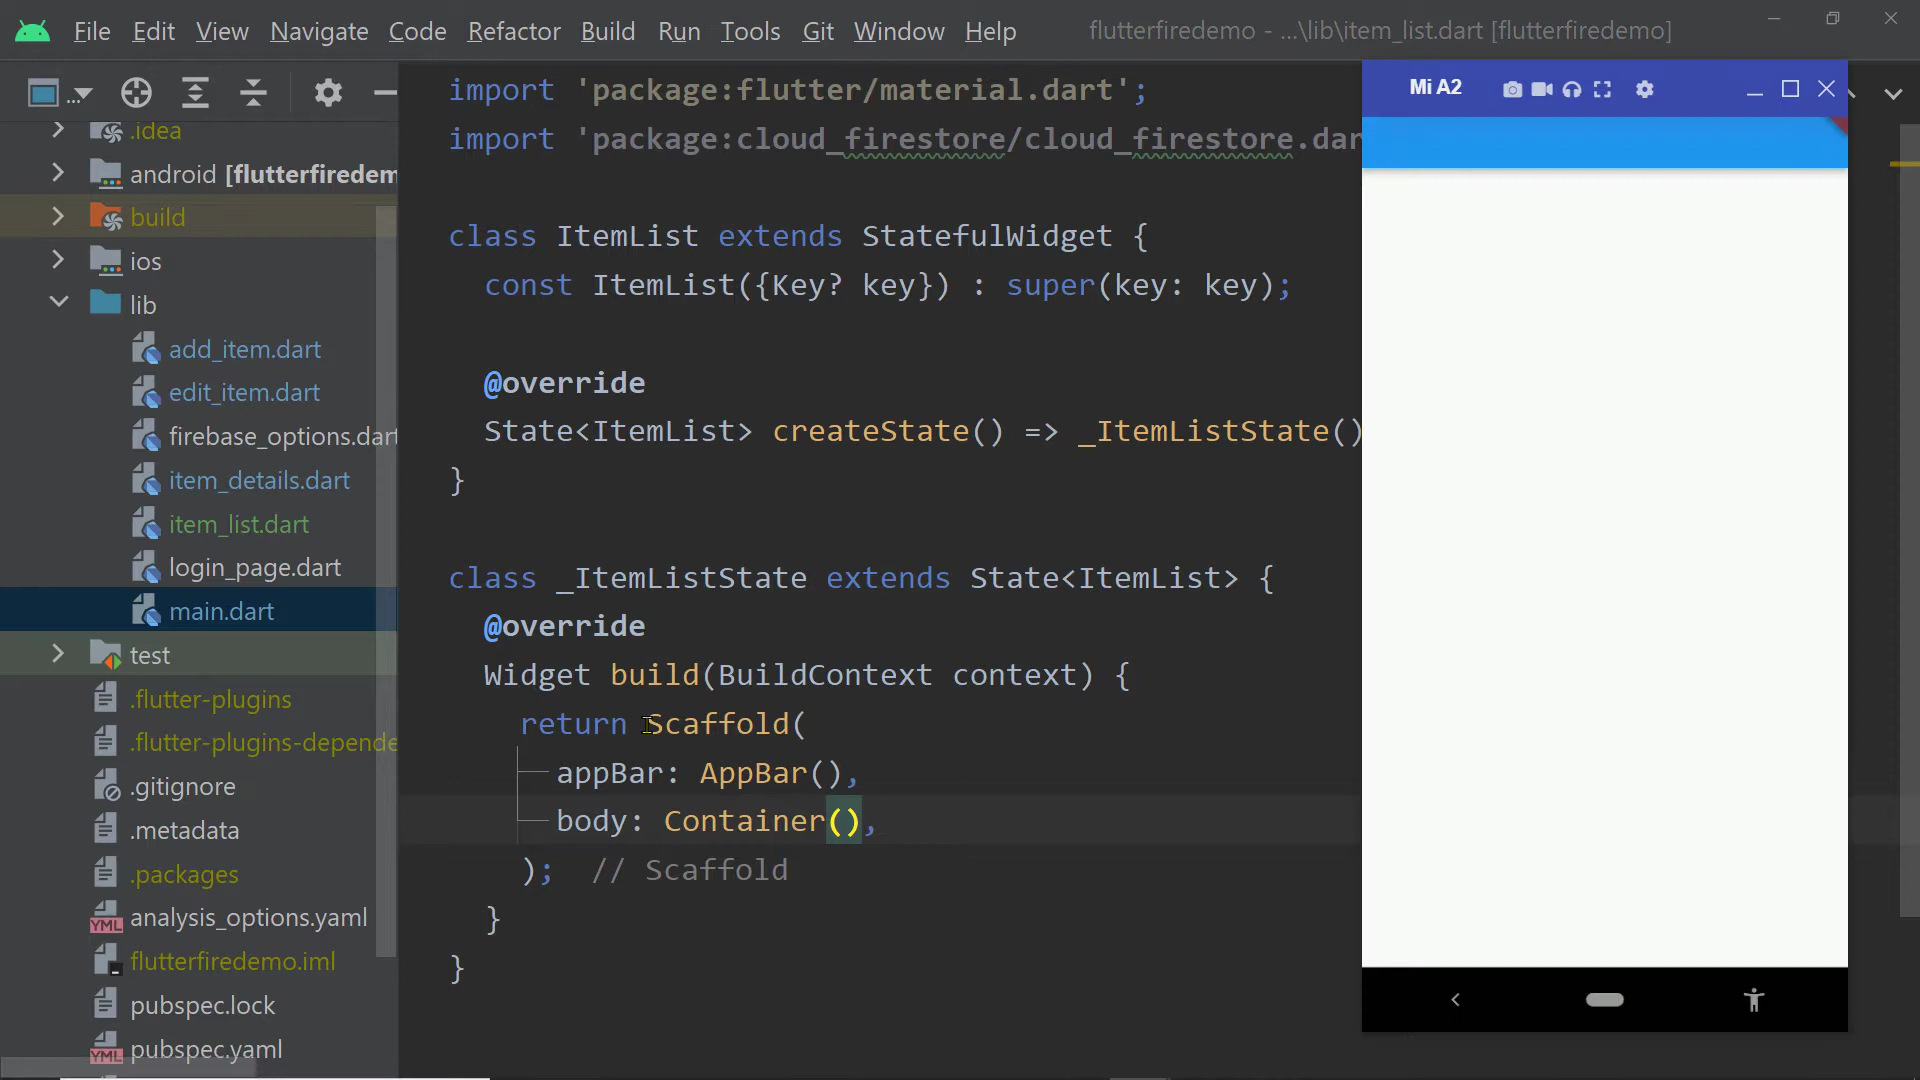 File Edit View Navigate Code Refactor Build Run Tools Git Window Help flutterfiredemo - ...\lib\item_list.dart [flutterfiredemo]
...
.idea
android [flutterfiredem
build
ios
lib
add_item.dart
edit_item.dart
firebase_options.dart
item_details.dart
item_list.dart
login_page.dart
main.dart
test
.flutter-plugins
.flutter-plugins-depende
.gitignore
.metadata
.packages
analysis_options.yaml
flutterfiredemo.iml
pubspec.lock
pubspec.yaml
import 'package:flutter/material.dart';
import 'package:cloud_firestore/cloud_firestore.dar
class ItemList extends StatefulWidget {
const ItemList({Key? key}) : super(key: key);
@override
State<ItemList> createState() => _ItemListState()
}
class _ItemListState extends State<ItemList> {
@override
Widget build(BuildContext context) {
return Scaffold(
appBar: AppBar(),
body: Container(),
); // Scaffold
}
}
Mi A2